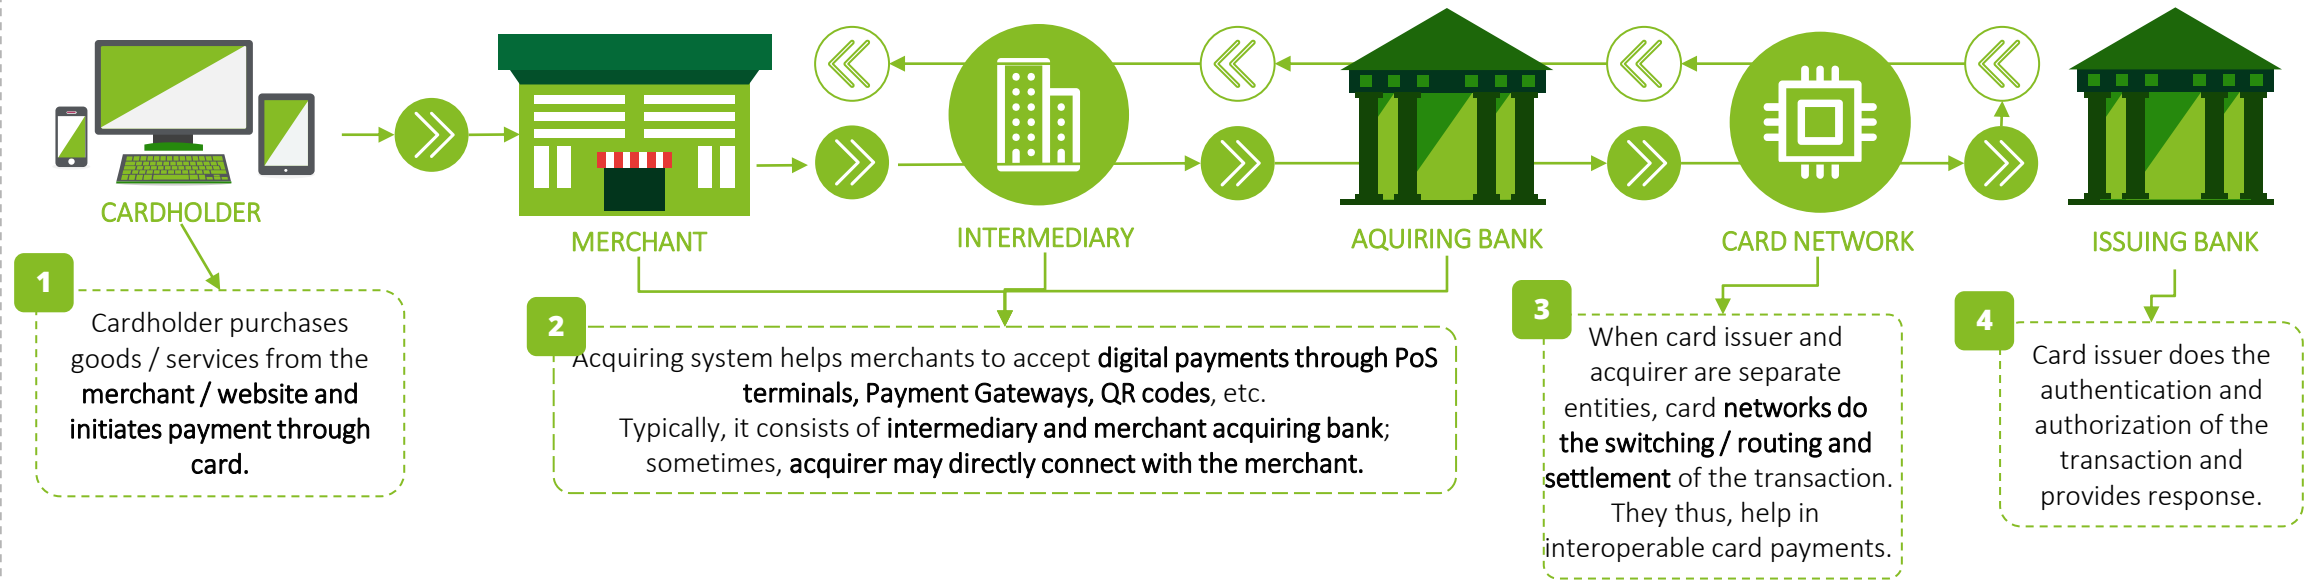 CARDHOLDER
MERCHANT
INTERMEDIARY
AQUIRING BANK
CARD NETWORK
ISSUING BANK
1
Cardholder purchases
goods / services from the
merchant / website and
initiates payment through
card.
2
Acquiring system helps merchants to accept digital payments through PoS
terminals, Payment Gateways, QR codes, etc.
Typically, it consists of intermediary and merchant acquiring bank;
sometimes, acquirer may directly connect with the merchant.
3
When card issuer and
acquirer are separate
entities, card networks do
the switching / routing and
settlement of the transaction.
They thus, help in
interoperable card payments.
4
Card issuer does the
authentication and
authorization of the
transaction and
provides response.